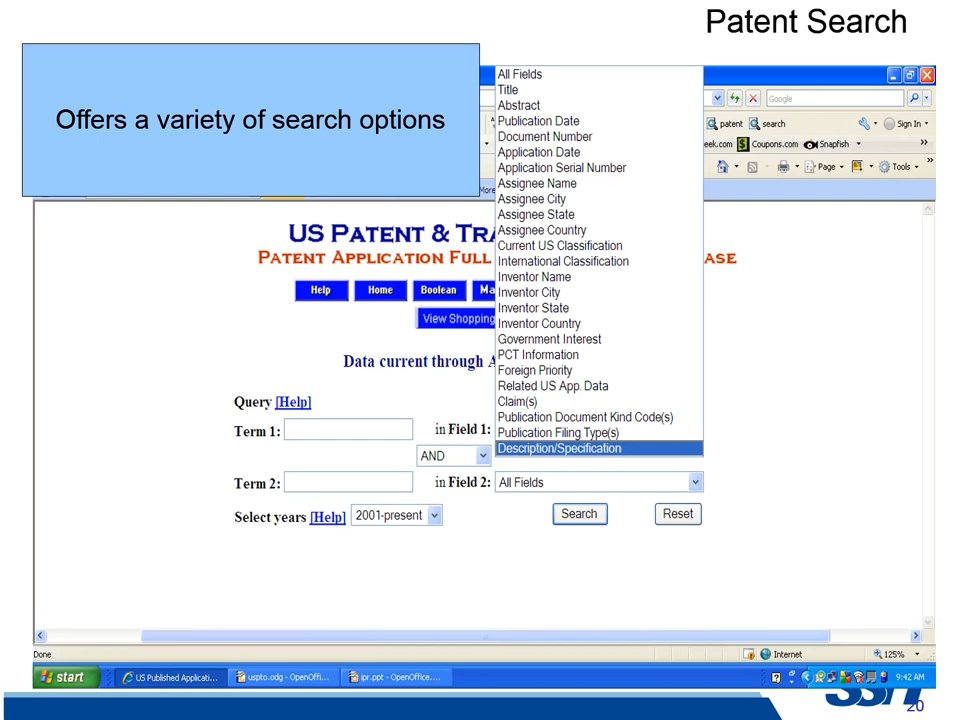 Patent Search
Offers a variety of search options
Google
patent
search
Sign In
eek.com
Coupons.com
Snapfish
»
Page
Tools
»
More
All Fields
Title
Abstract
Publication Date
Document Number
Application Date
Application Serial Number
Assignee Name
Assignee City
Assignee State
Assignee Country
Current US Classification
International Classification
Inventor Name
Inventor City
Inventor State
Inventor Country
Government Interest
PCT Information
Foreign Priority
Related US App. Data
Claim(s)
Publication Document Kind Code(s)
Publication Filing Type(s)
Description/Specification
US PATENT & TRA
PATENT APPLICATION FULL ASE
Help Home Boolean Ma
View Shopping
Data current through A
Query [Help]
Term 1: in Field 1:
AND
Term 2: in Field 2: All Fields
Select years [Help] 2001-present Search Reset
Done Internet 125%
start US Published Applicati... uspto.odg - OpenOffi... ipr.ppt - OpenOffice.... 9:42 AM
20